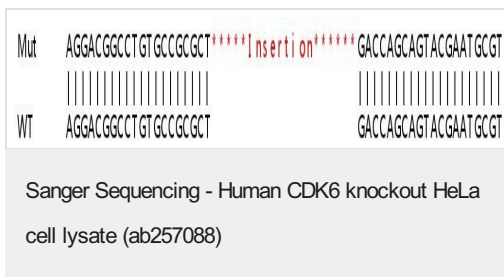 Mut AGGACGGCCTGTGCCGCGCT*****Insertion******GACCAGCAGTACGAATGCGT
||||||||||||||||||||   ||||||||||||||||||||
WT AGGACGGCCTGTGCCGCGCT GACCAGCAGTACGAATGCGT
Sanger Sequencing - Human CDK6 knockout HeLa
cell lysate (ab257088)